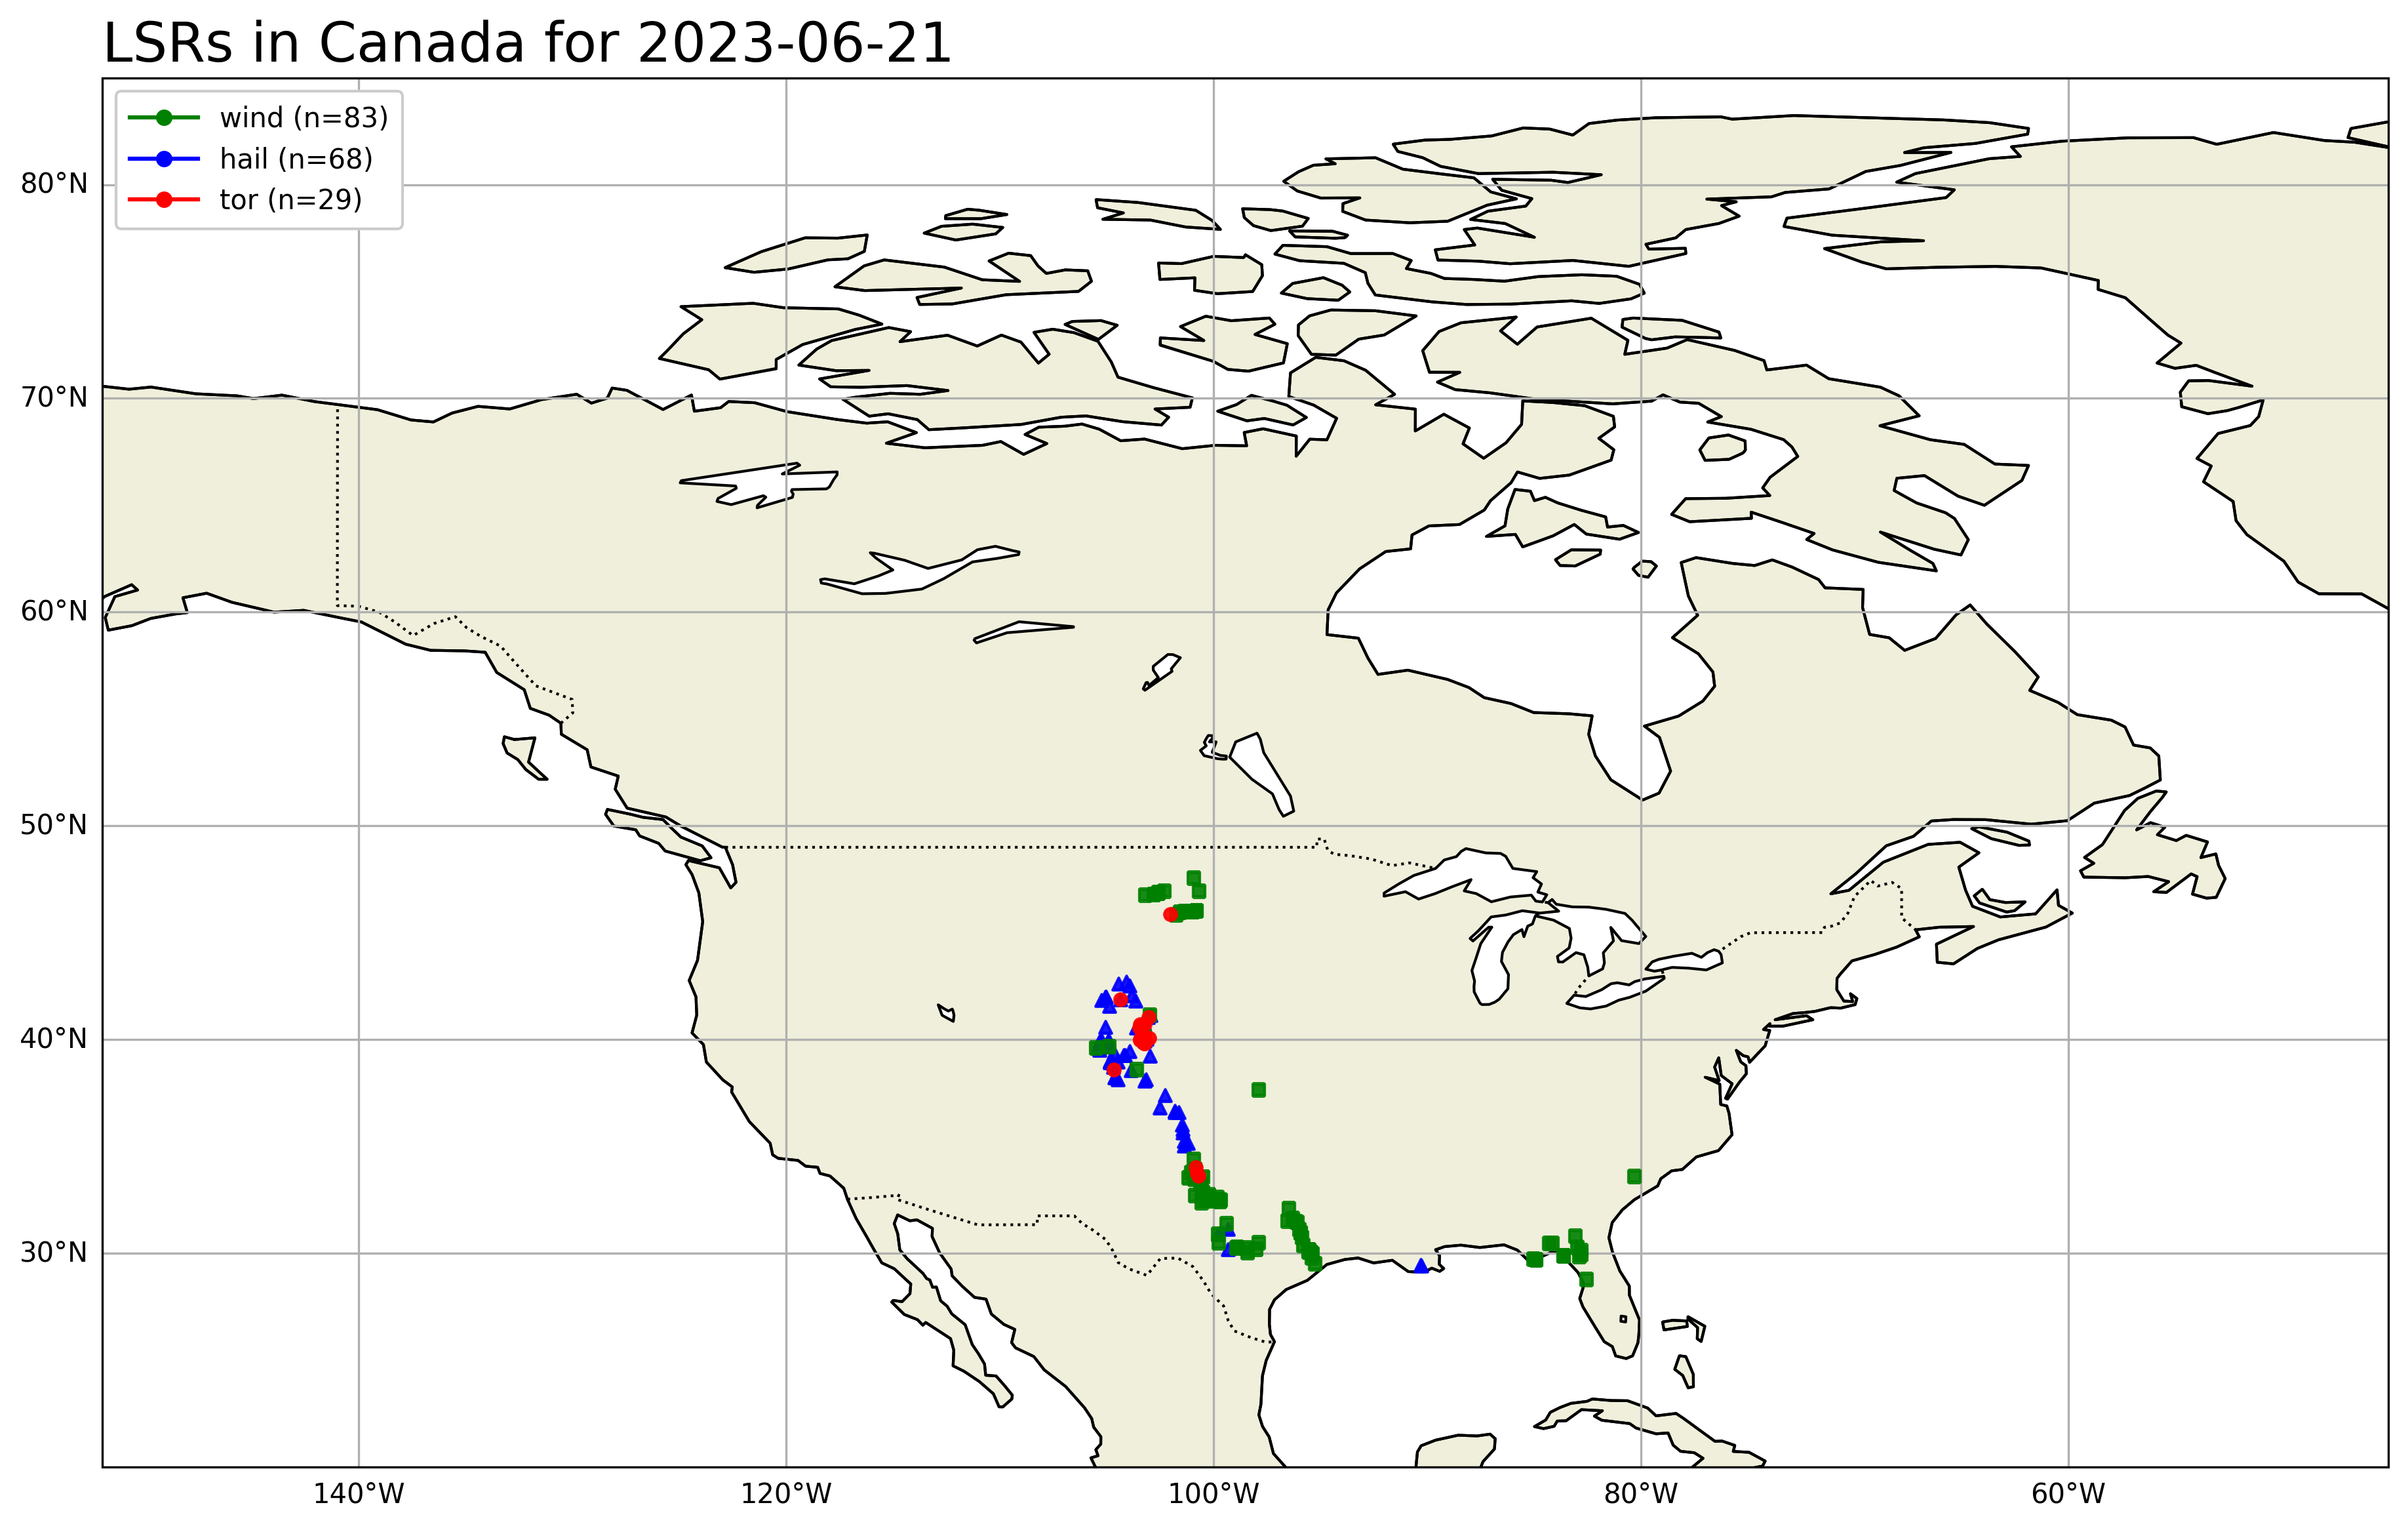 LSRs in Canada for 2023-06-21
wind (n=83)
hail (n=68)
tor (n=29)
80°N
70°N
60°N
50°N
40°N
30°N
140°W
120°W
100°W
80°W
60°W